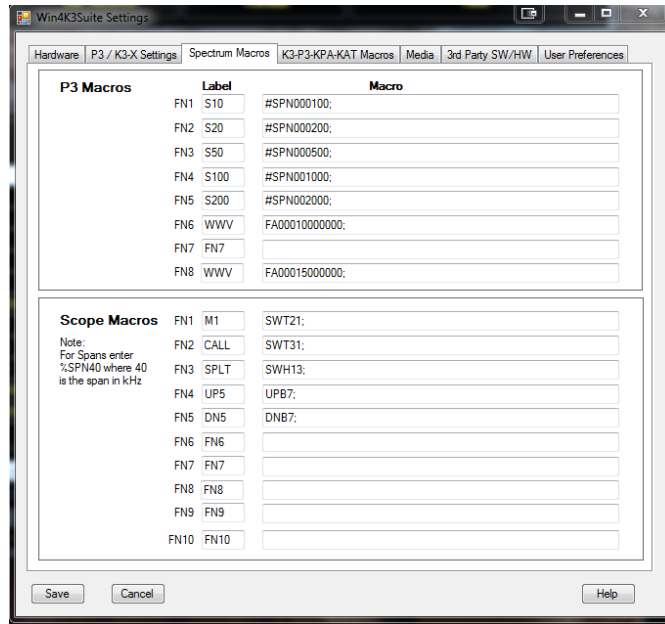 Win4K3Suite Settings
Hardware P3 / K3-X Settings Spectrum Macros K3-P3-KPA-KAT Macros Media 3rd Party SW/HW User Preferences
P3 Macros Label Macro
FN1 S10 #SPN000100;
FN2 S20 #SPN000200;
FN3 S50 #SPN000500;
FN4 S100 #SPN001000;
FN5 S200 #SPN002000;
FN6 WWV FA00010000000;
FN7 FN7
FN8 WWV FA00015000000;
Scope Macros FN1 M1 SWT21;
Note:
For Spans enter
%SPN40 where 40
is the span in kHz
FN2 CALL SWT31;
FN3 SPLT SWH13;
FN4 UP5 UPB7;
FN5 DN5 DNB7;
FN6 FN6
FN7 FN7
FN8 FN8
FN9 FN9
FN10 FN10
Save Cancel Help